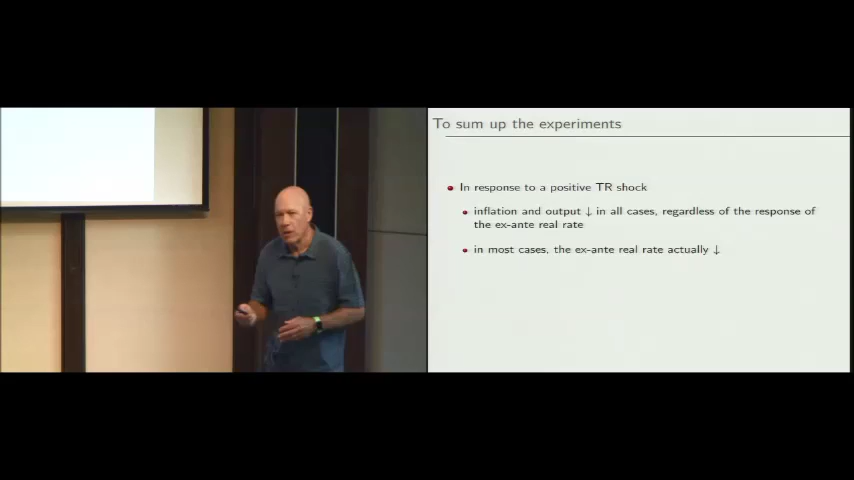 To sum up the experiments
In response to a positive TR shock
inflation and output ↓ in all cases, regardless of the response of
the ex-ante real rate
in most cases, the ex-ante real rate actually ↓